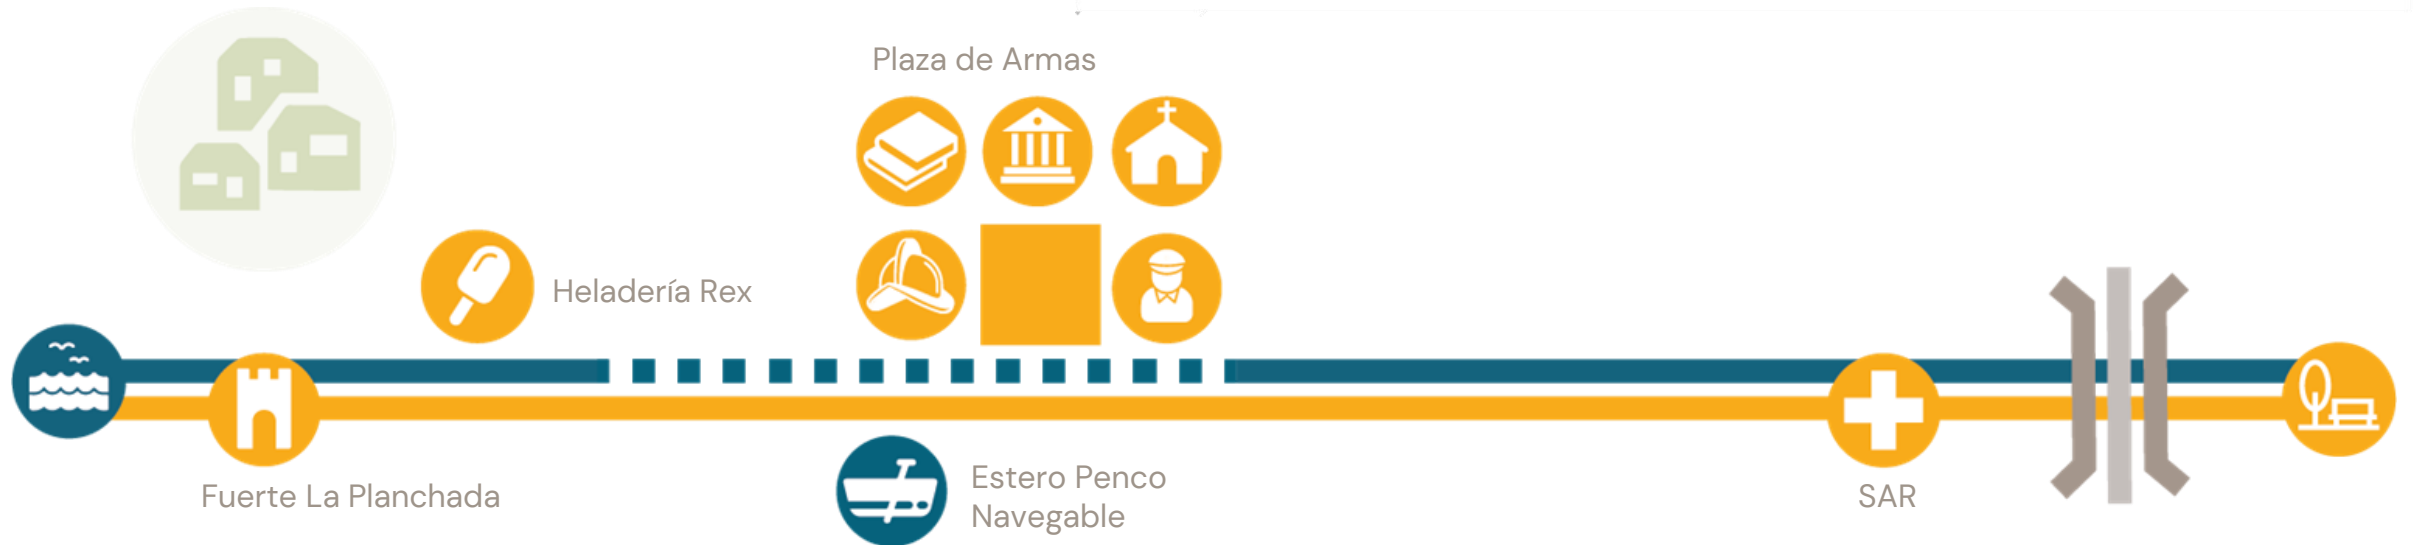 Plaza de Armas
Heladería Rex
Fuerte La Planchada
Estero Penco
Navegable
SAR